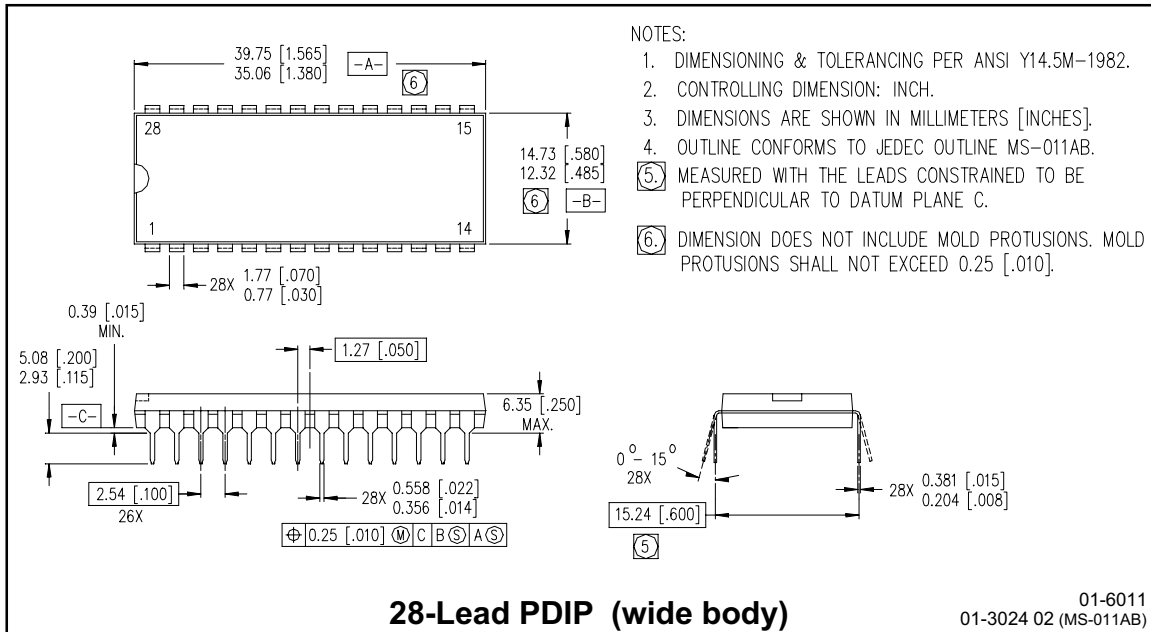 39.75 [1.565]
35.06 [1.380]
-A-
6
28
15
1
14
14.73 [.580]
12.32 [.485]
6
-B-
28X 1.77 [.070]
0.77 [.030]
NOTES:
1. DIMENSIONING & TOLERANCING PER ANSI Y14.5M-1982.
2. CONTROLLING DIMENSION: INCH.
3. DIMENSIONS ARE SHOWN IN MILLIMETERS [INCHES].
4. OUTLINE CONFORMS TO JEDEC OUTLINE MS-011AB.
5. MEASURED WITH THE LEADS CONSTRAINED TO BE
PERPENDICULAR TO DATUM PLANE C.
6. DIMENSION DOES NOT INCLUDE MOLD PROTUSIONS. MOLD
PROTUSIONS SHALL NOT EXCEED 0.25 [.010].
0.39 [.015]
MIN.
5.08 [.200]
2.93 [.115]
1.27 [.050]
-C-
6.35 [.250]
MAX.
2.54 [.100]
26X
28X 0.558 [.022]
0.356 [.014]
⌖ 0.25 [.010] Ⓜ C B Ⓢ A Ⓢ
0° - 15°
28X
28X 0.381 [.015]
0.204 [.008]
15.24 [.600]
5
28-Lead PDIP (wide body)
01-6011
01-3024 02 (MS-011AB)